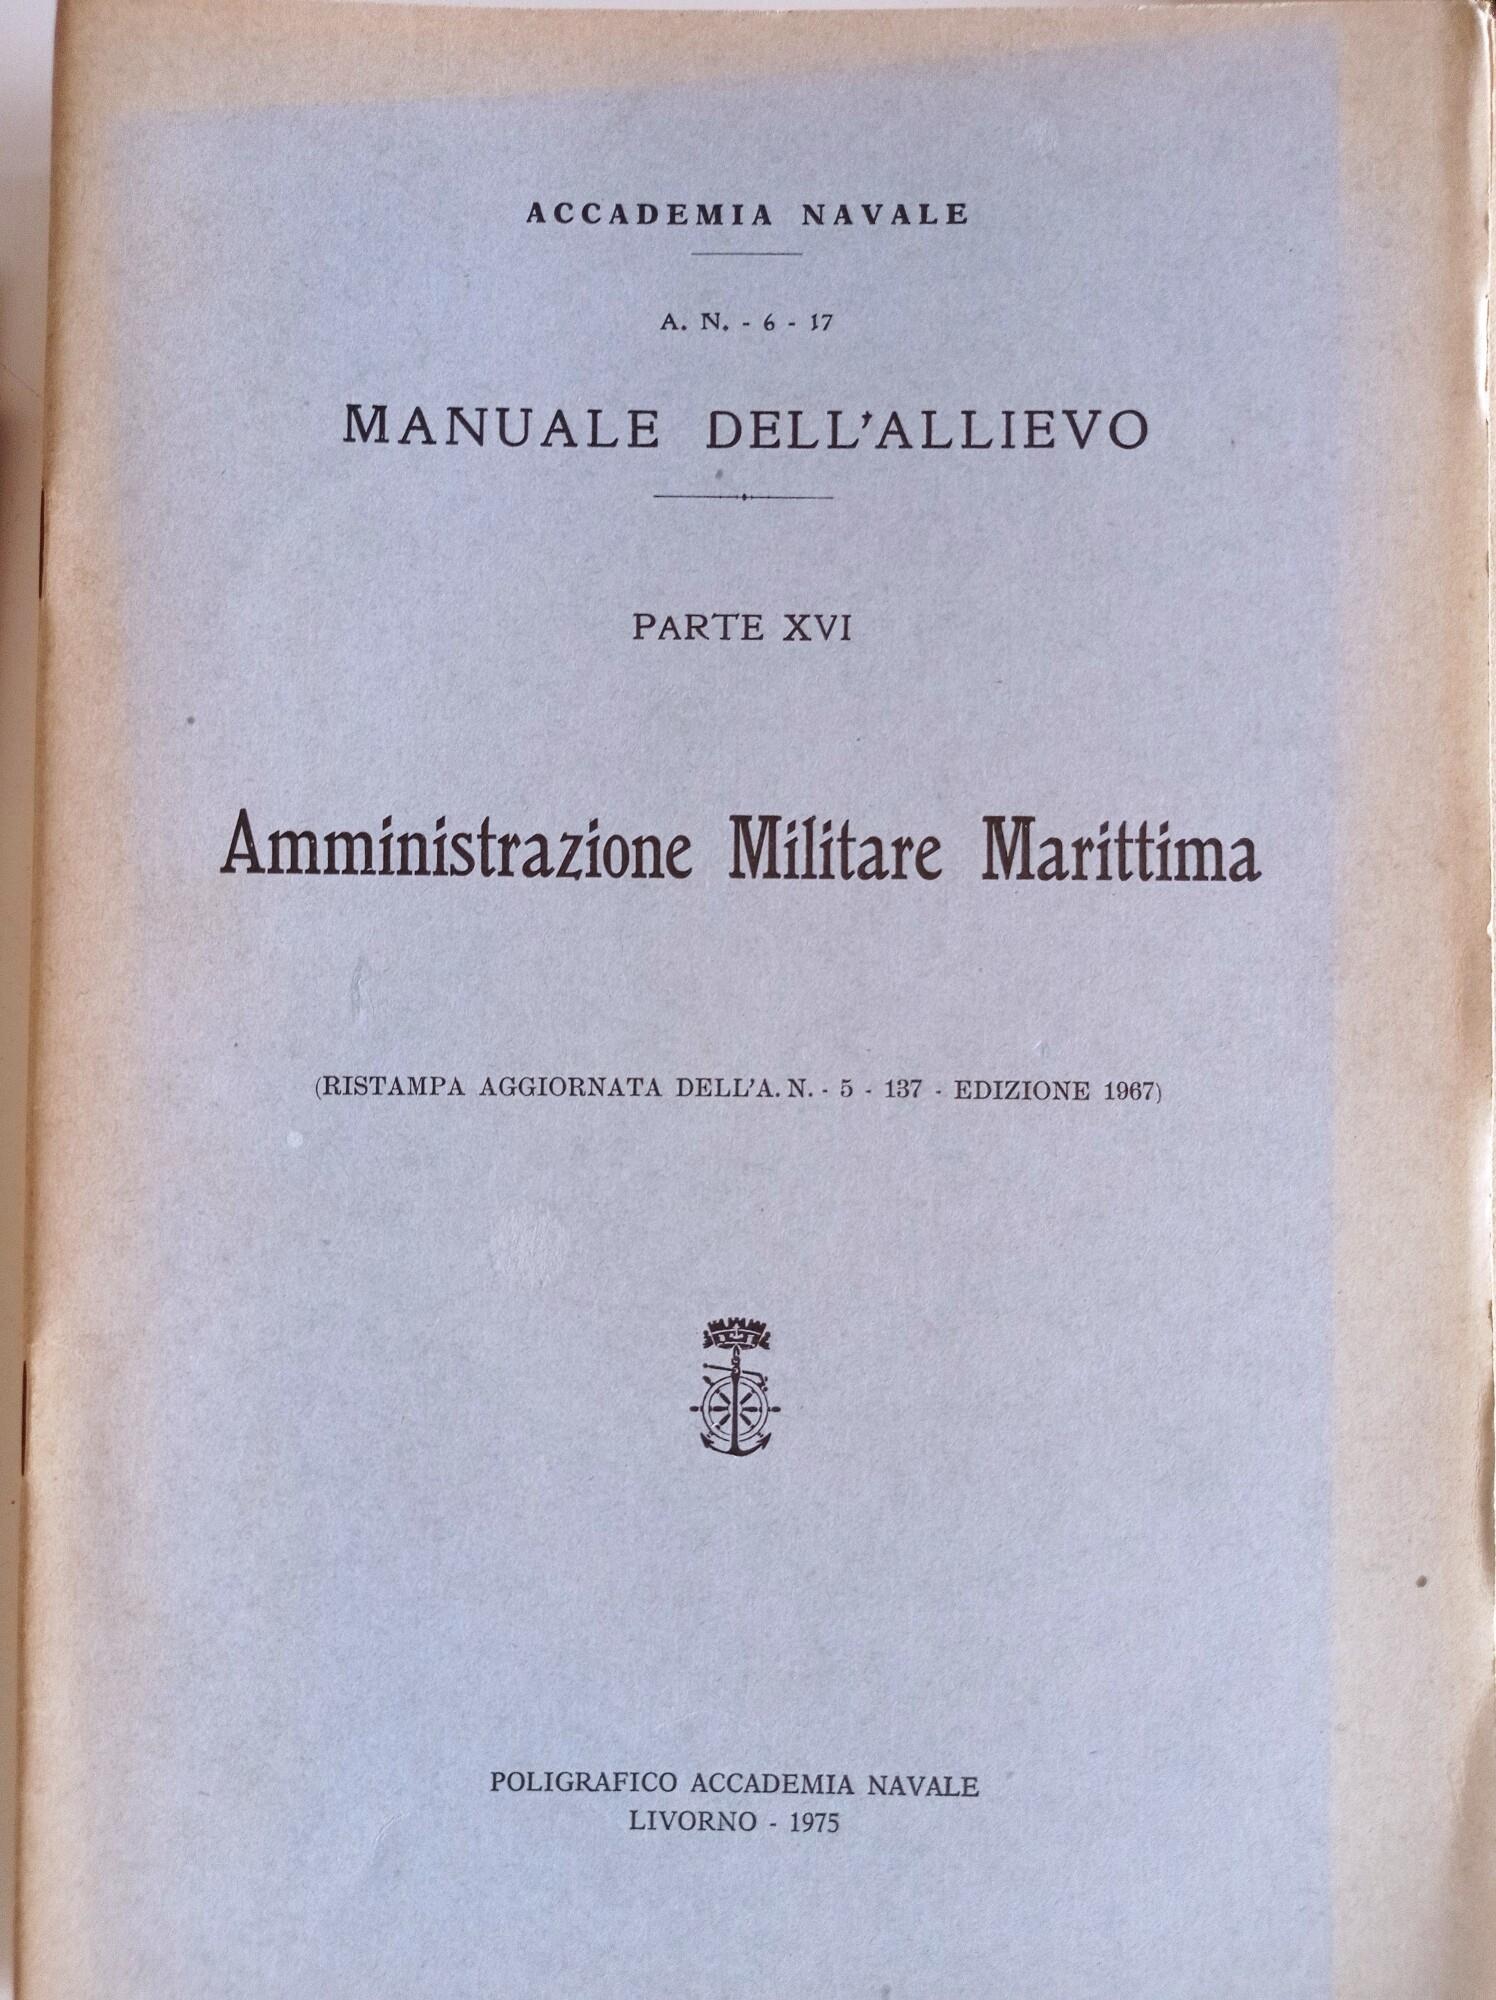 ACCADEMIA NAVALE
A. N. - 6 - 17
MANUALE DELL'ALLIEVO
PARTE XVI
Amministrazione Militare Marittima
(RISTAMPA AGGIORNATA DELL'A. N. - 5 - 137 - EDIZIONE 1967)
POLIGRAFICO ACCADEMIA NAVALE
LIVORNO - 1975